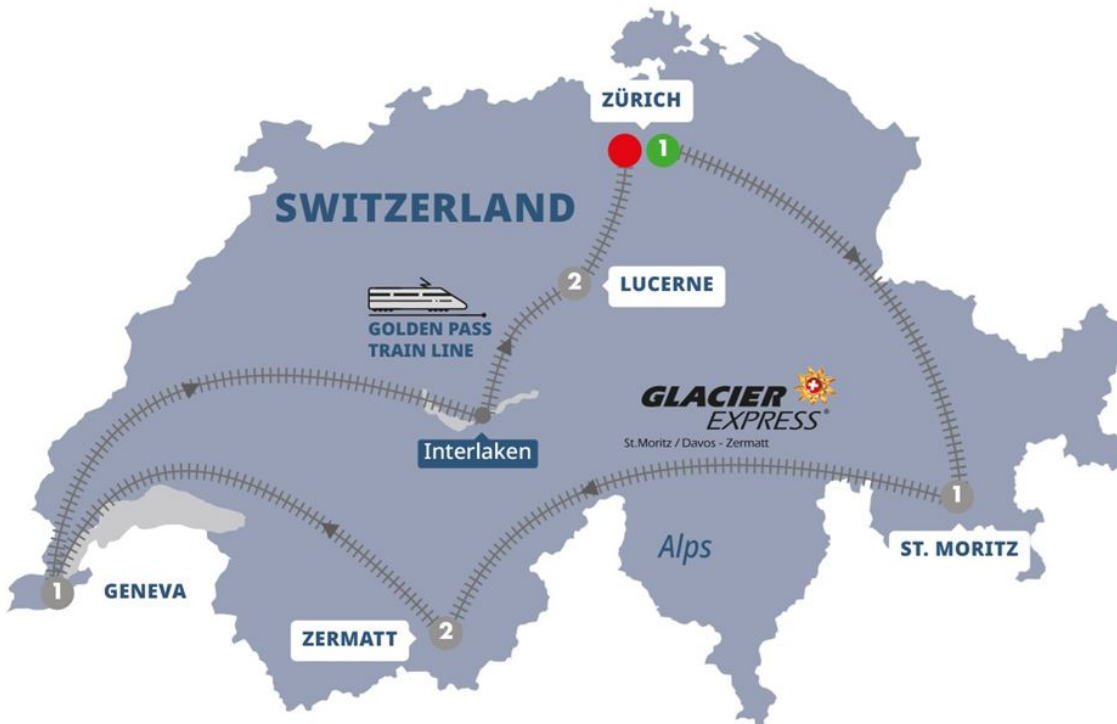 ZÜRICH
1
SWITZERLAND
2
LUCERNE
GOLDEN PASS
TRAIN LINE
GLACIER
EXPRESS®
St.Moritz / Davos - Zermatt
Interlaken
1
ST. MORITZ
Alps
1
GENEVA
ZERMATT
2